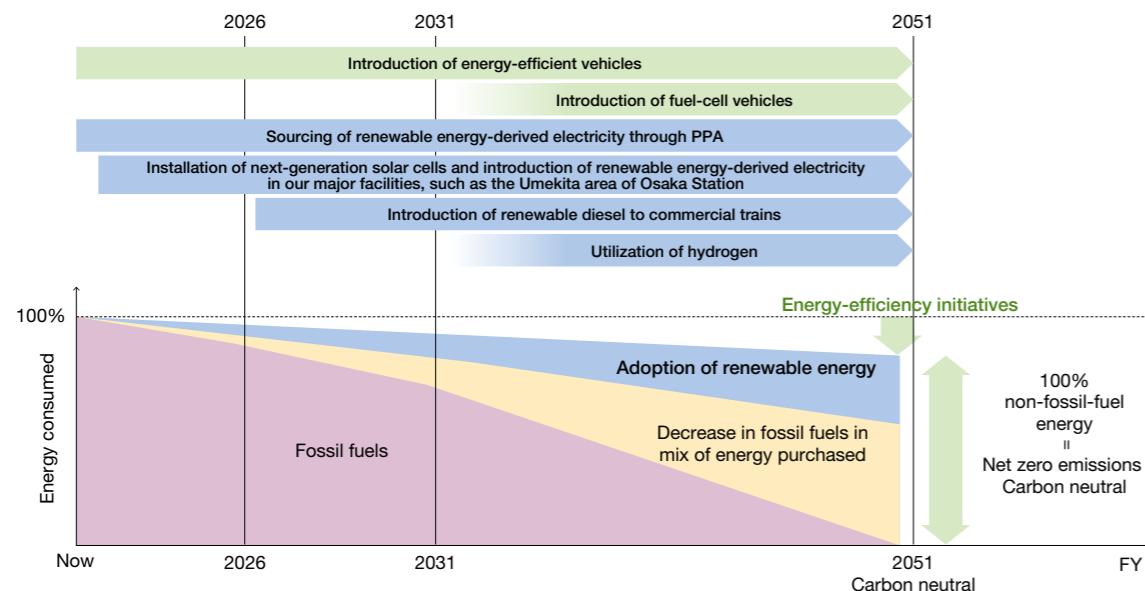 2026
2031
2051
Introduction of energy-efficient vehicles
Introduction of fuel-cell vehicles
Sourcing of renewable energy-derived electricity through PPA
Installation of next-generation solar cells and introduction of renewable energy-derived electricity
in our major facilities, such as the Umekita area of Osaka Station
Introduction of renewable diesel to commercial trains
Utilization of hydrogen
Energy-efficiency initiatives
100%
Energy consumed
Adoption of renewable energy
Decrease in fossil fuels in
mix of energy purchased
Fossil fuels
100%
non-fossil-fuel
energy
=
Net zero emissions
Carbon neutral
Now
2026
2031
2051
FY
Carbon neutral